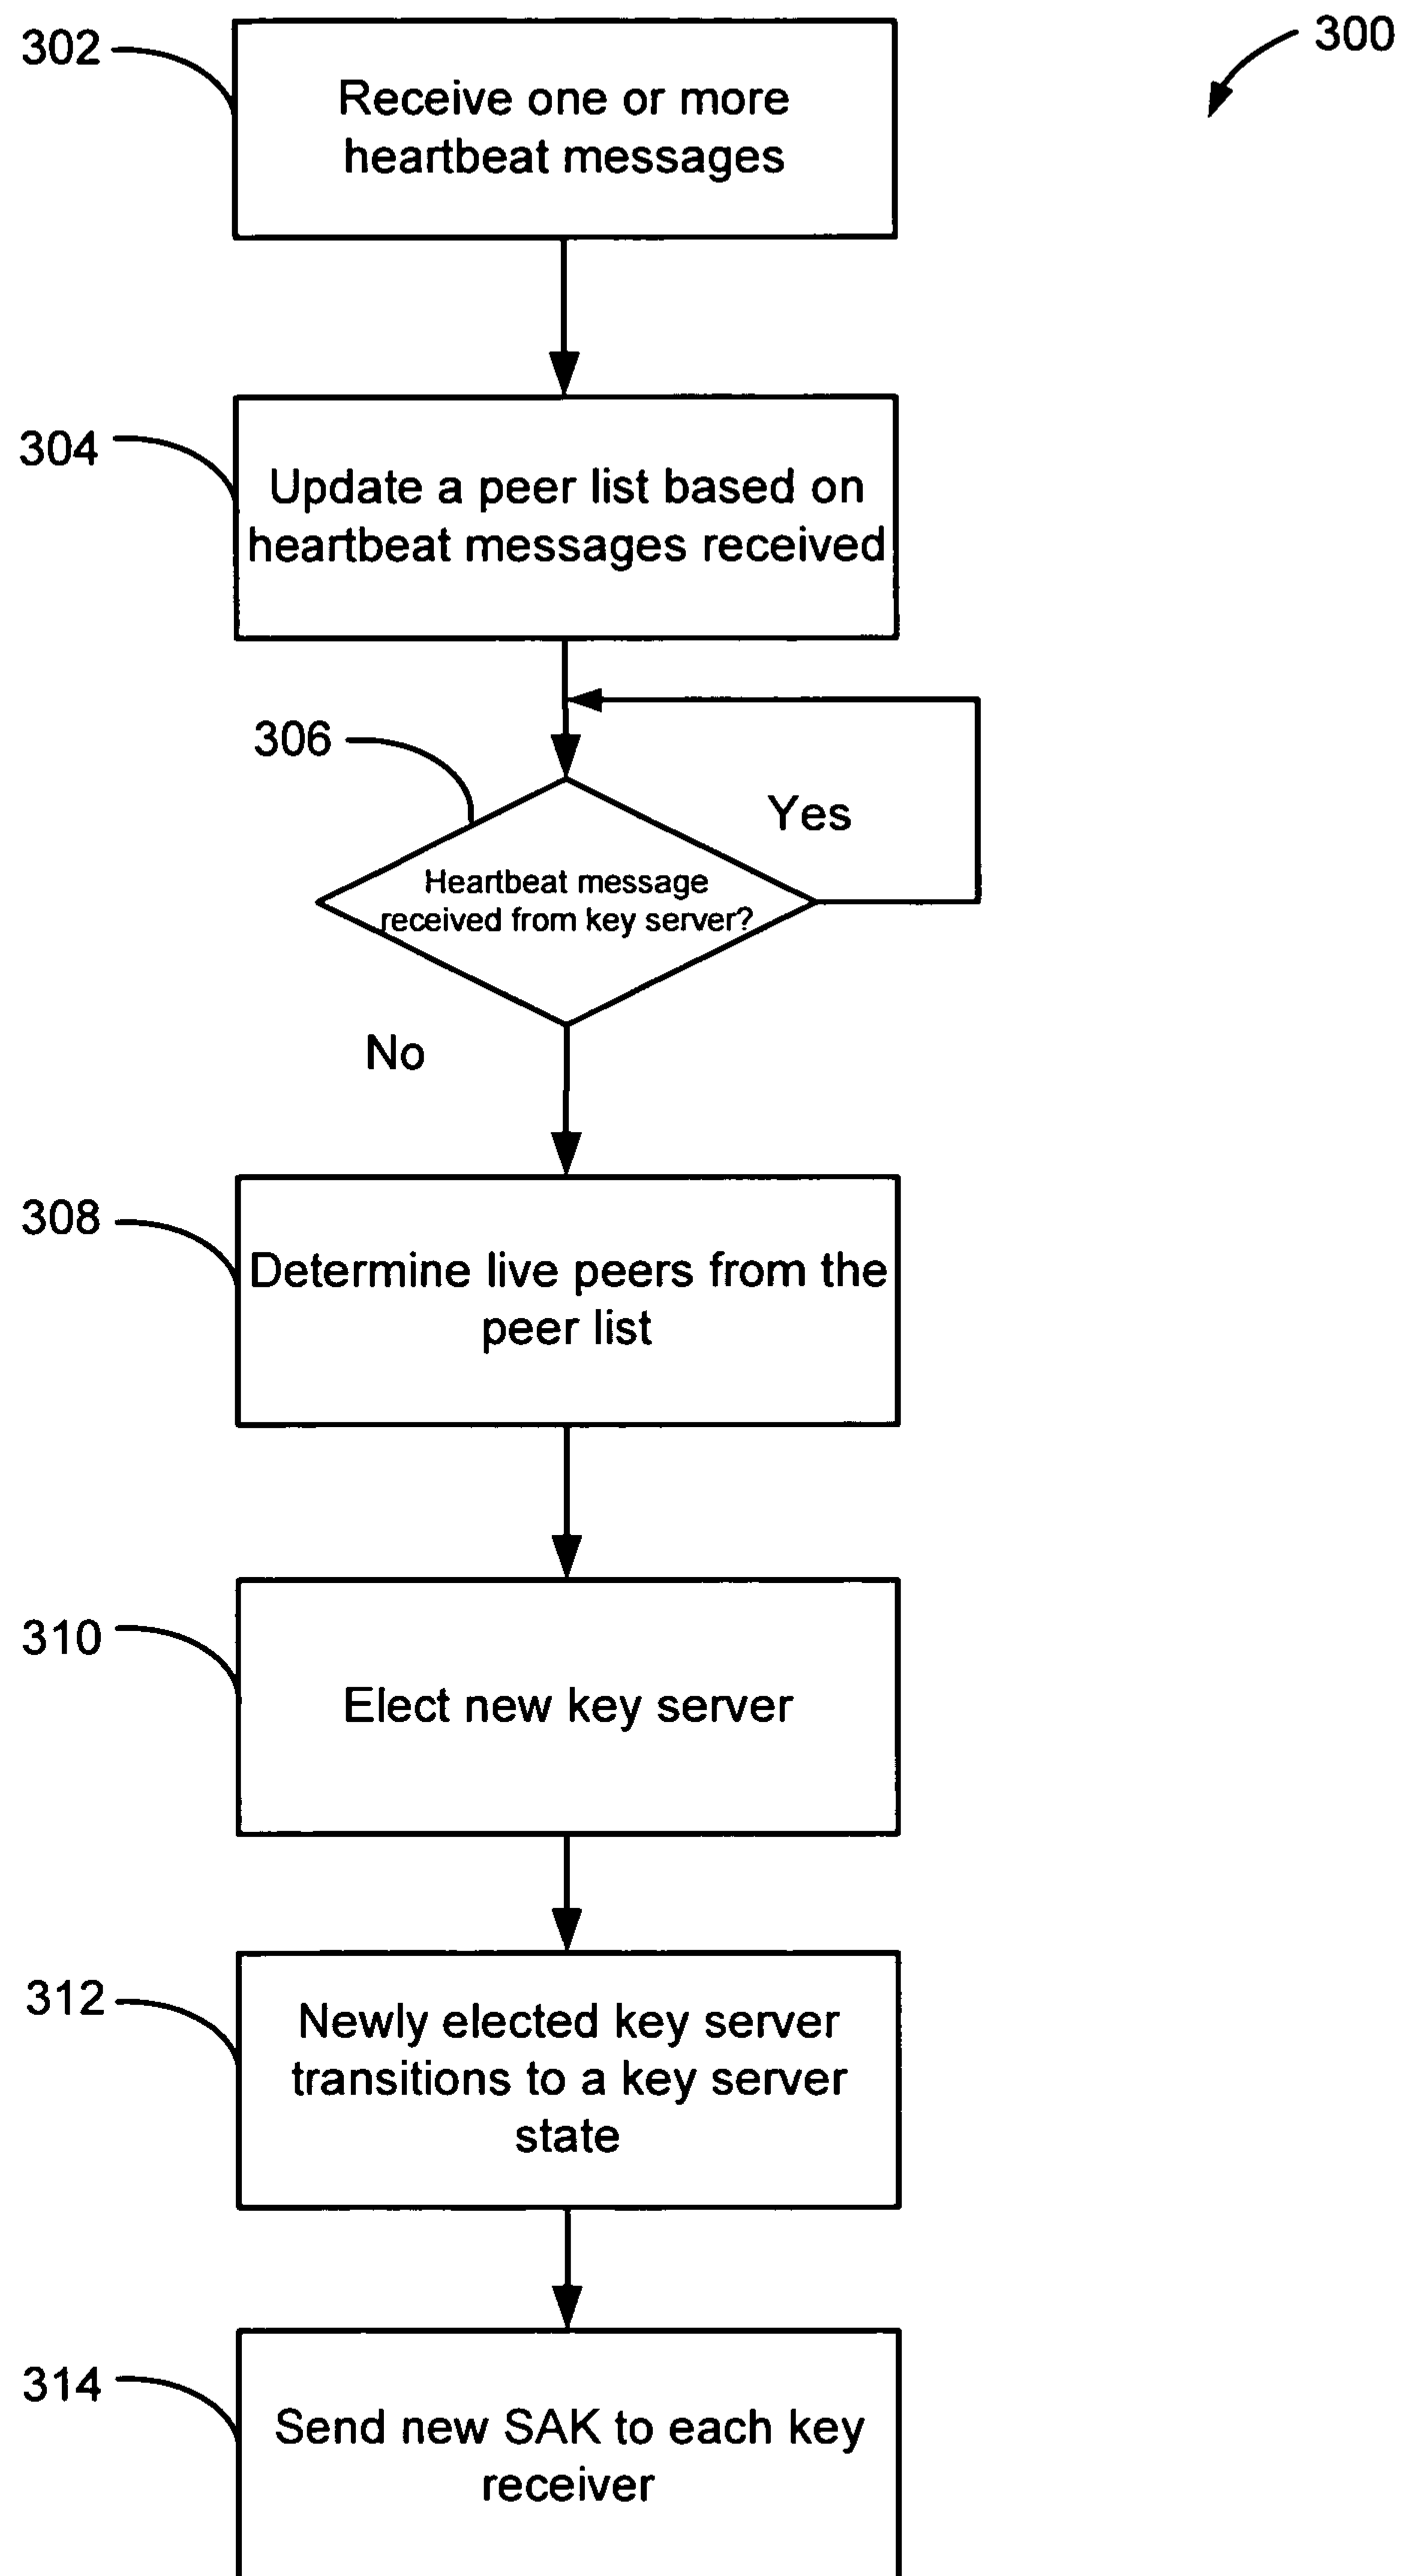 300
302
Receive one or more
heartbeat messages
304
Update a peer list based on
heartbeat messages received
306
Yes
Heartbeat message
received from key server?
No
308
Determine live peers from the
peer list
310
Elect new key server
312
Newly elected key server
transitions to a key server
state
314
Send new SAK to each key
receiver